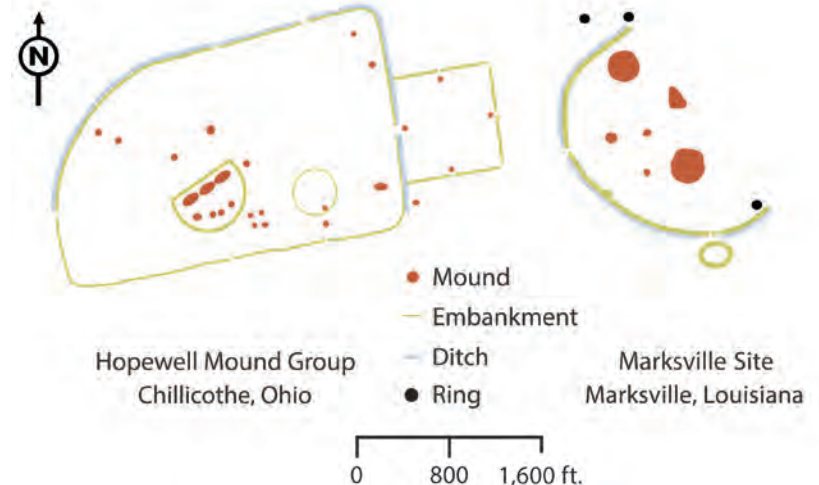 N
Mound
Embankment
Ditch
Ring
Hopewell Mound Group
Chillicothe, Ohio
Marksville Site
Marksville, Louisiana
0 800 1,600 ft.